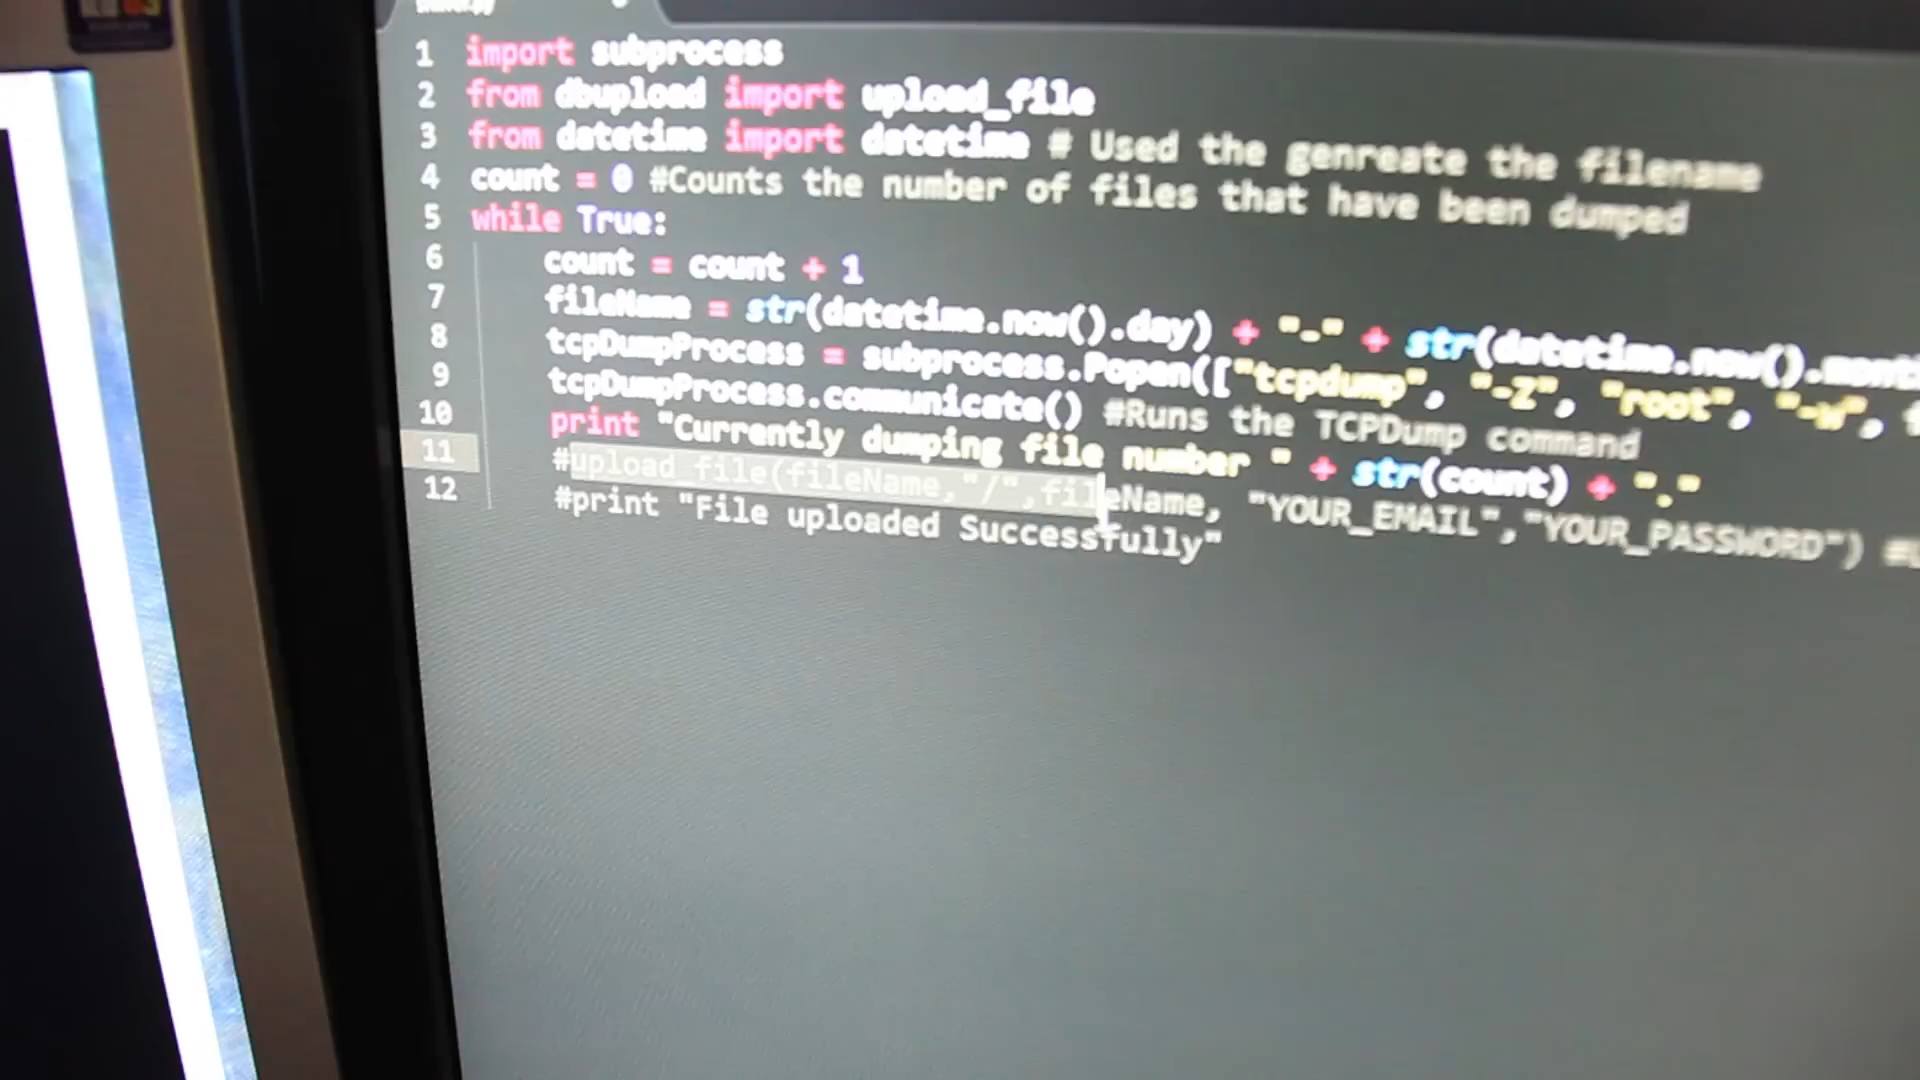 1 import subprocess
2 from dbupload import upload_file
3 from datetime import datetime # Used the genreate the filename
4 count = 0 #Counts the number of files that have been dumped
5 while True:
6 count = count + 1
7 fileName = str(datetime.now().day) + "-" + str(datetime.now().mont
8 tcpDumpProcess = subprocess.Popen(["tcpdump", "-Z", "root", "-w",
9 tcpDumpProcess.communicate() #Runs the TCPDump command
10 print "Currently dumping file number " + str(count) + "."
11 #upload_file(fileName,"/",fileName, "YOUR_EMAIL","YOUR_PASSWORD") #
12 #print "File uploaded Successfully"